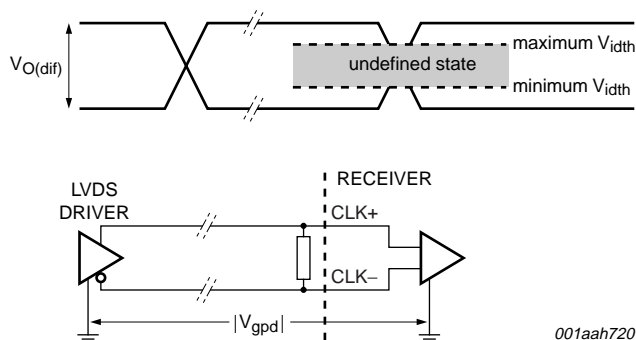 V_O(dif)
maximum V_idth
undefined state
minimum V_idth
LVDS
DRIVER
RECEIVER
CLK+
CLK−
|V_gpd|
001aah720